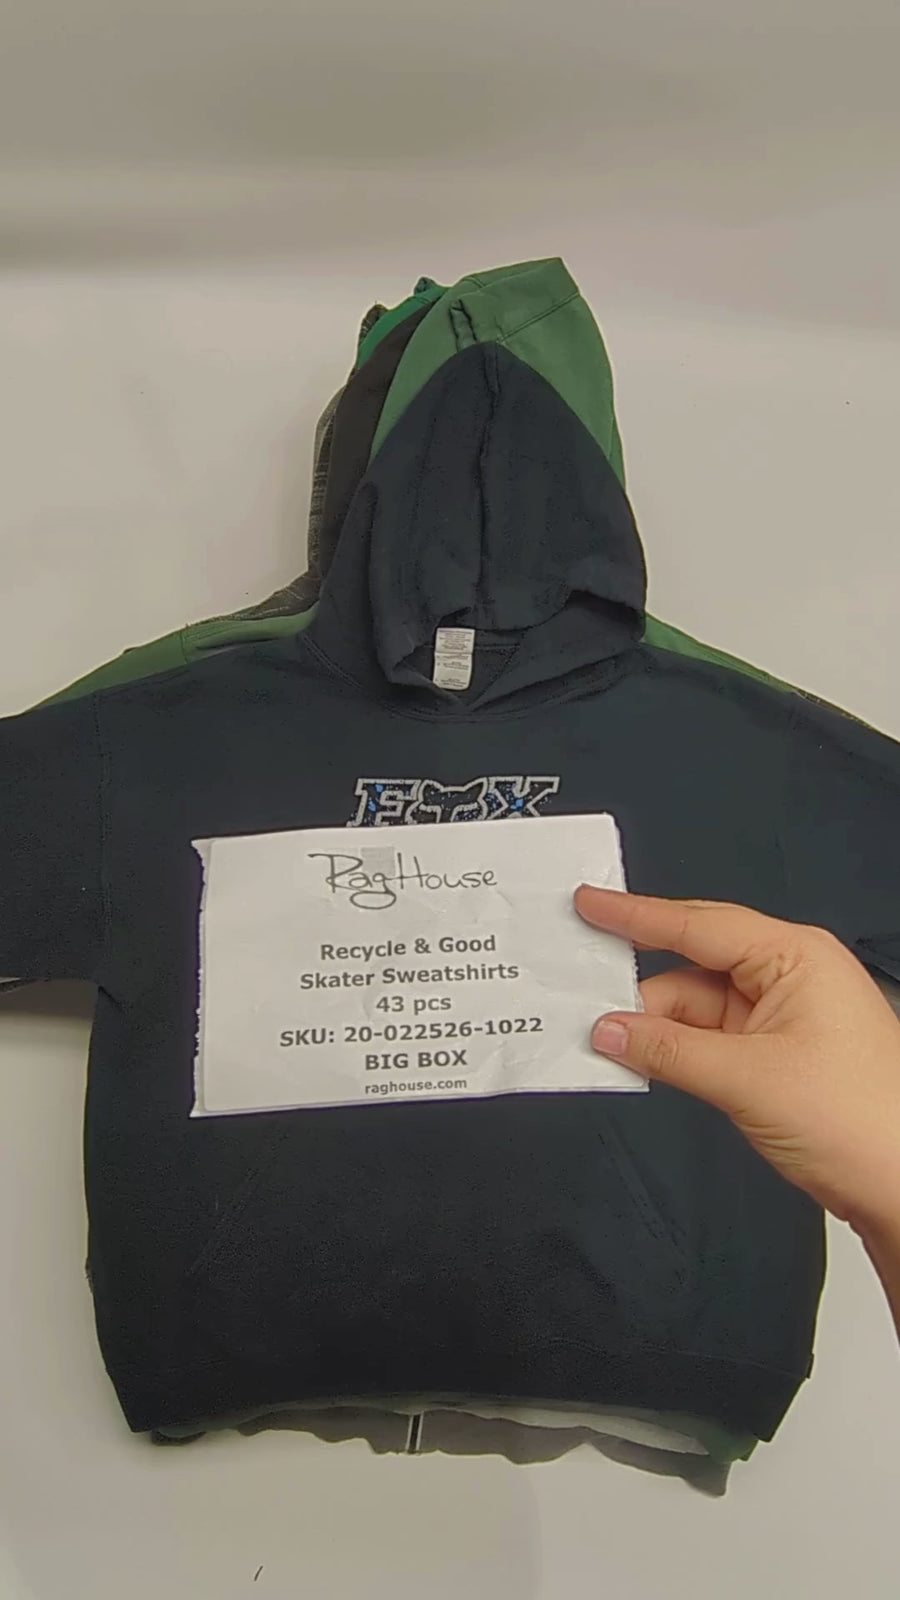 FOX
RagHouse
Recycle & Good
Skater Sweatshirts
43 pcs
SKU: 20-022526-1022
BIG BOX
raghouse.com